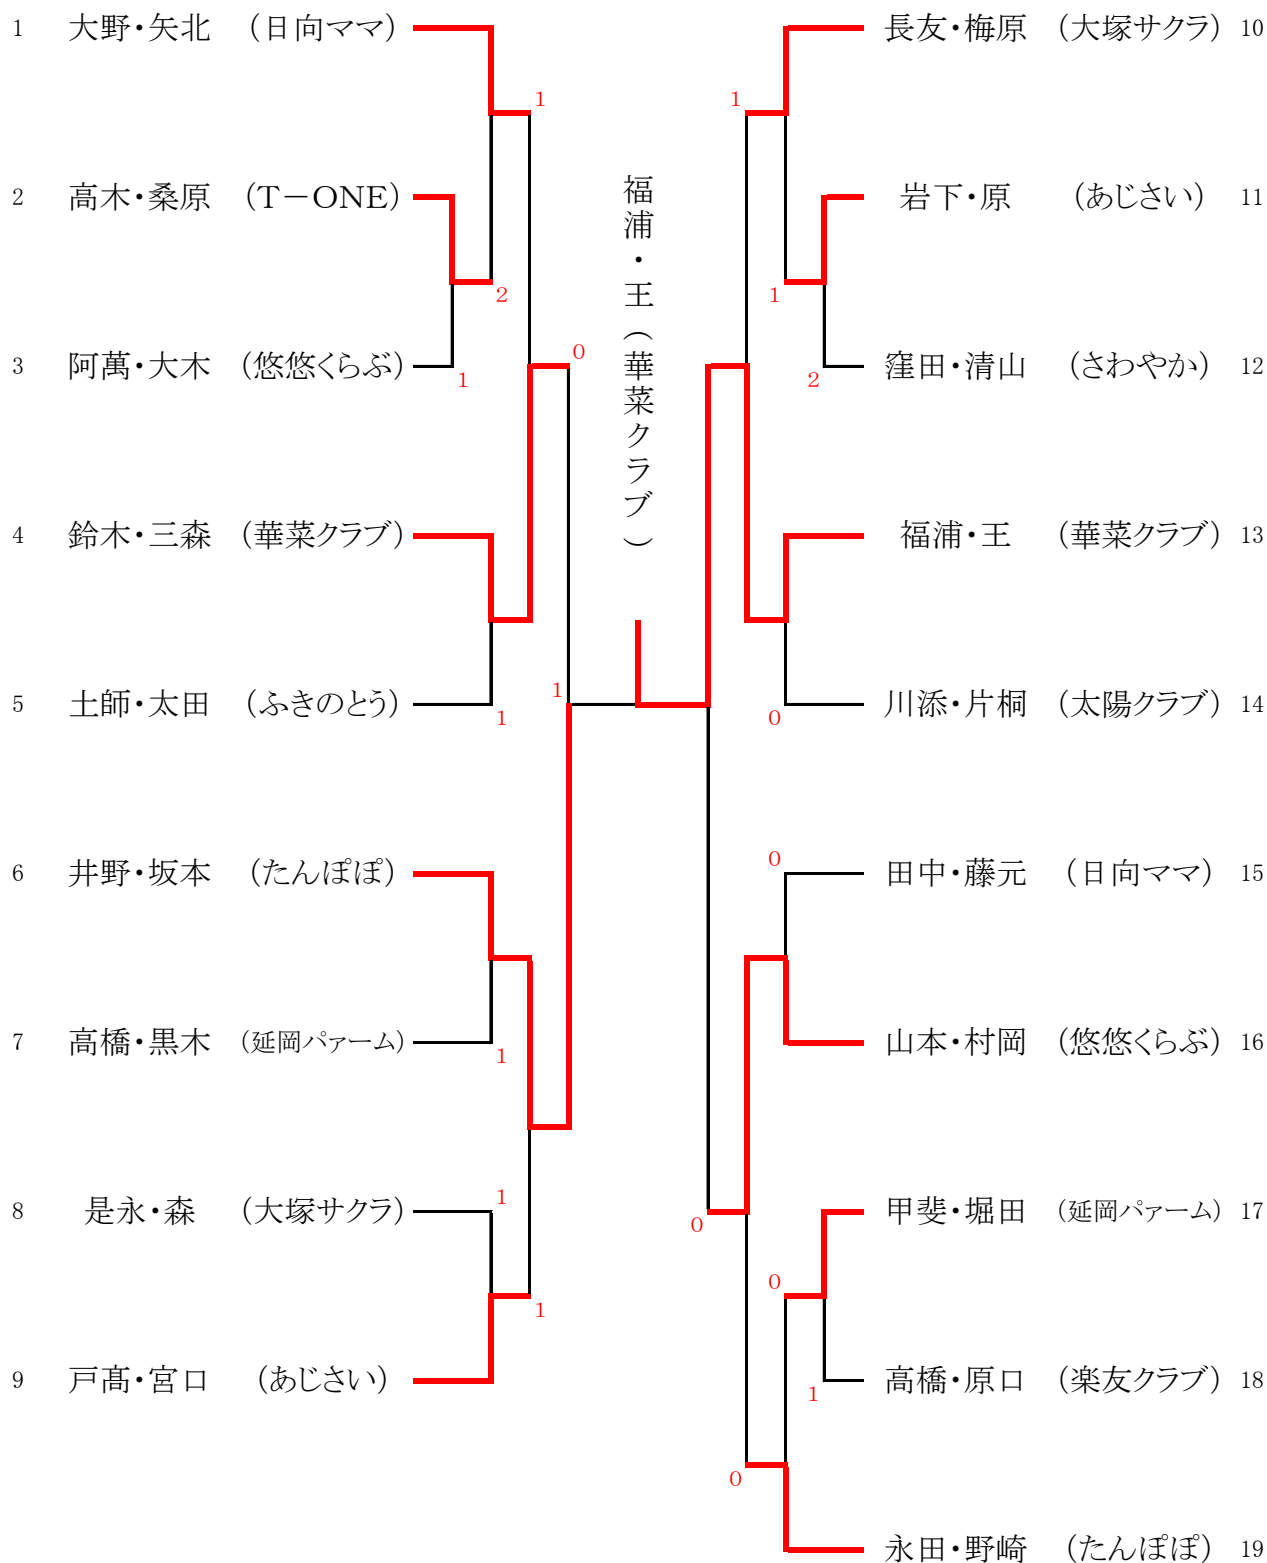 1 大野・矢北 (日向ママ)
1
2 高木・桑原 (T－ONE)
2
3 阿萬・大木 (悠悠くらぶ)
1
0
4 鈴木・三森 (華菜クラブ)
5 土師・太田 (ふきのとう)
1
1
6 井野・坂本 (たんぽぽ)
7 高橋・黒木 (延岡パァーム)
1
8 是永・森 (大塚サクラ)
1
1
9 戸髙・宮口 (あじさい)
福浦・王(華菜クラブ)
長友・梅原 (大塚サクラ) 10
1
岩下・原 (あじさい) 11
1
窪田・清山 (さわやか) 12
2
福浦・王 (華菜クラブ) 13
川添・片桐 (太陽クラブ) 14
0
0
田中・藤元 (日向ママ) 15
山本・村岡 (悠悠くらぶ) 16
甲斐・堀田 (延岡パァーム) 17
0
0
高橋・原口 (楽友クラブ) 18
1
0
永田・野崎 (たんぽぽ) 19